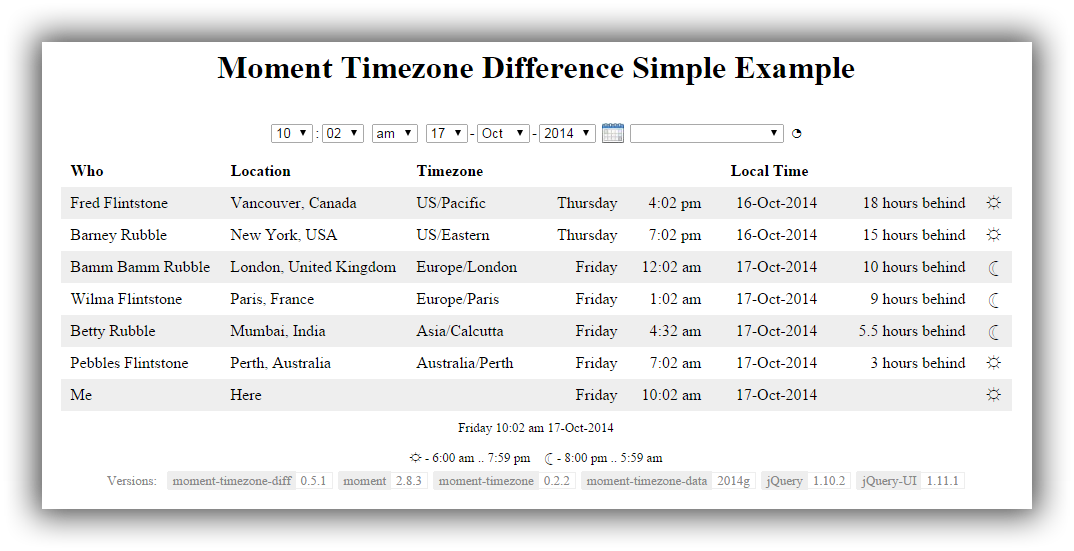 Moment Timezone Difference Simple Example
10 : 02 am 17 - Oct - 2014
Who Location Timezone Local Time
Fred Flintstone Vancouver, Canada US/Pacific Thursday 4:02 pm 16-Oct-2014 18 hours behind
Barney Rubble New York, USA US/Eastern Thursday 7:02 pm 16-Oct-2014 15 hours behind
Bamm Bamm Rubble London, United Kingdom Europe/London Friday 12:02 am 17-Oct-2014 10 hours behind
Wilma Flintstone Paris, France Europe/Paris Friday 1:02 am 17-Oct-2014 9 hours behind
Betty Rubble Mumbai, India Asia/Calcutta Friday 4:32 am 17-Oct-2014 5.5 hours behind
Pebbles Flintstone Perth, Australia Australia/Perth Friday 7:02 am 17-Oct-2014 3 hours behind
Me Here Friday 10:02 am 17-Oct-2014
Friday 10:02 am 17-Oct-2014
☼ - 6:00 am .. 7:59 pm ☾ - 8:00 pm .. 5:59 am
Versions: moment-timezone-diff 0.5.1 moment 2.8.3 moment-timezone 0.2.2 moment-timezone-data 2014g jQuery 1.10.2 jQuery-UI 1.11.1